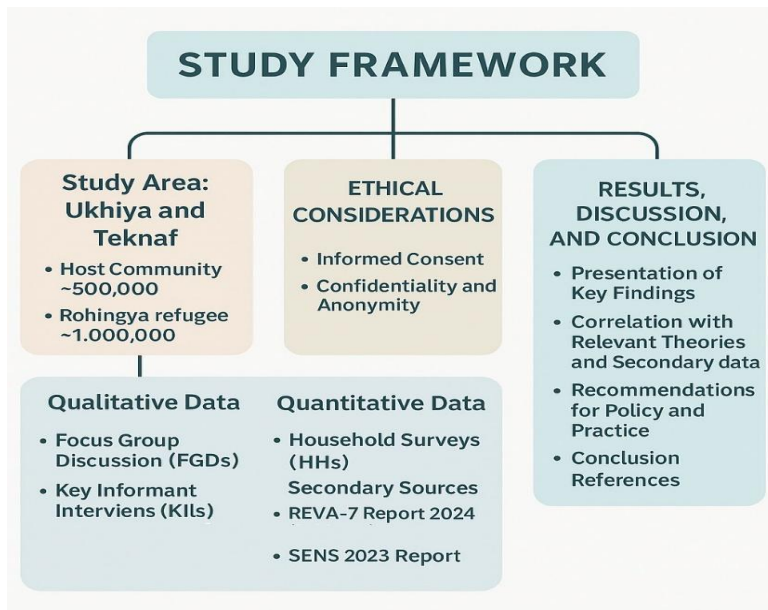 STUDY FRAMEWORK
Study Area:
Ukhiya and
Teknaf
• Host Community
~500,000
• Rohingya refugee
~1.000,000
ETHICAL
CONSIDERATIONS
• Informed Consent
• Confidentiality and
Anonymity
RESULTS,
DISCUSSION,
AND CONCLUSION
• Presentation of
Key Findings
• Correlation with
Relevant Theories
and Secondary data
• Recommendations
for Policy and
Practice
• Conclusion
References
Qualitative Data
• Focus Group
Discussion (FGDs)
• Key Informant
Interviens (KIls)
Quantitative Data
• Household Surveys
(HHs)
Secondary Sources
• REVA-7 Report 2024
• SENS 2023 Report